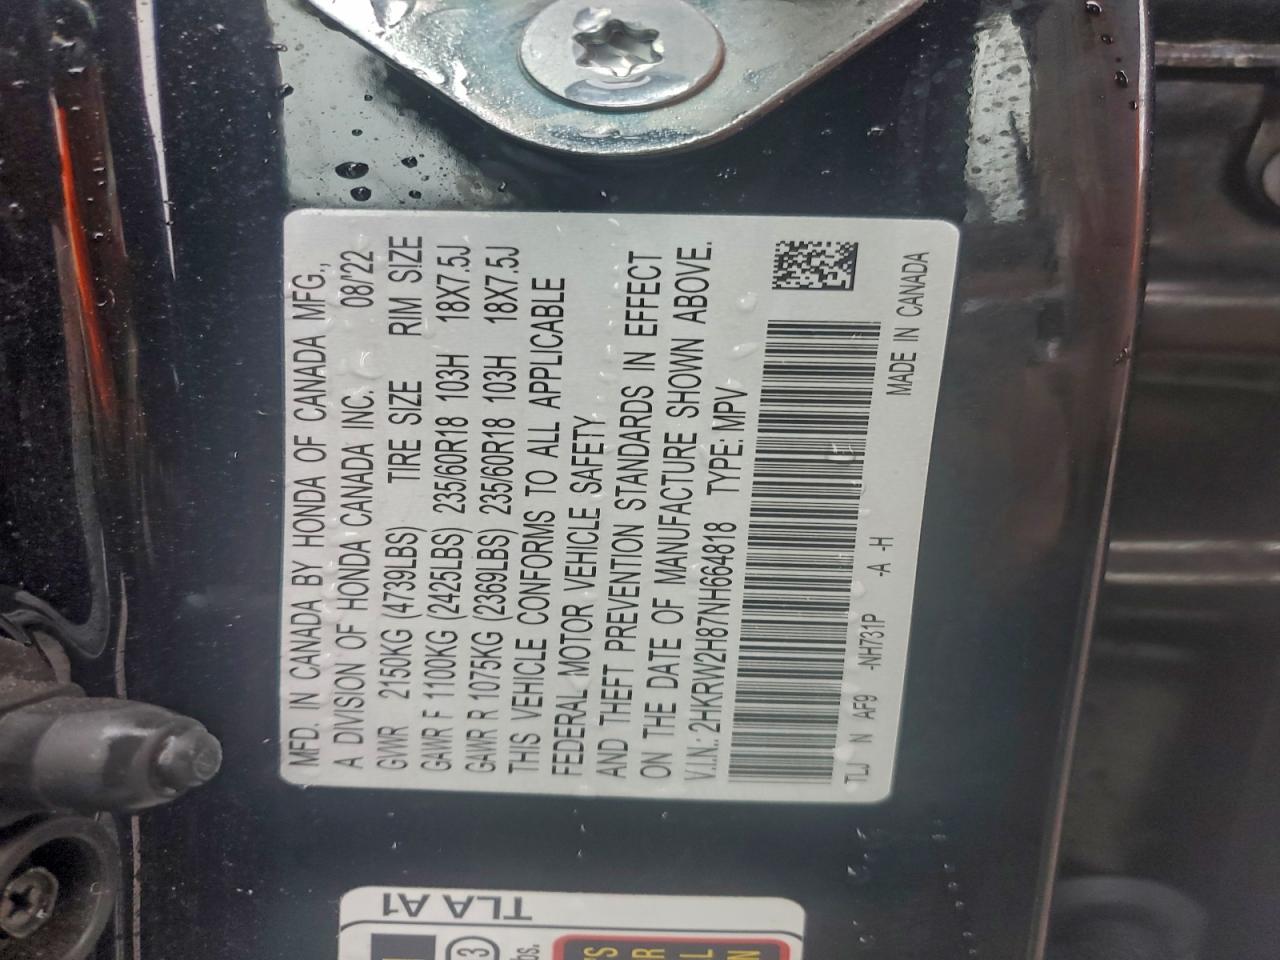 MFD. IN CANADA BY HONDA OF CANADA MFG.,
A DIVISION OF HONDA CANADA INC. 08/22
GVWR 2150KG (4739LBS) TIRE SIZE RIM SIZE
GAWR F 1100KG (2425LBS) 235/60R18 103H 18X7.5J
GAWR R 1075KG (2369LBS) 235/60R18 103H 18X7.5J
THIS VEHICLE CONFORMS TO ALL APPLICABLE
FEDERAL MOTOR VEHICLE SAFETY
AND THEFT PREVENTION STANDARDS IN EFFECT
ON THE DATE OF MANUFACTURE SHOWN ABOVE.
V.I.N.: 2HKRW2H87NH664818 TYPE: MPV
TLJ N AF9 -NH731P -A -H
MADE IN CANADA
TLA A1
3
bs.